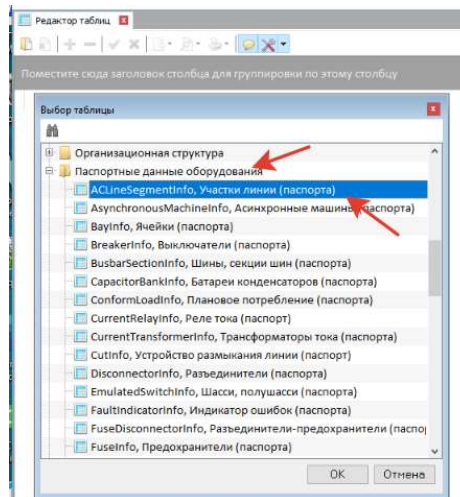 Редактор таблиц
Поместите сюда заголовок столбца для группировки по этому столбцу
Выбор таблицы
Организационная структура
Паспортные данные оборудования
ACLineSegmentInfo, Участки линии (паспорта)
AsynchronousMachineInfo, Асинхронные машины (паспорта)
BayInfo, Ячейки (паспорта)
BreakerInfo, Выключатели (паспорта)
BusbarSectionInfo, Шины, секции шин (паспорта)
CapacitorBankInfo, Батареи конденсаторов (паспорта)
ConformLoadInfo, Плановое потребление (паспорта)
CurrentRelayInfo, Реле тока (паспорт)
CurrentTransformerInfo, Трансформаторы тока (паспорта)
CutInfo, Устройство размыкания линии (паспорт)
DisconnectorInfo, Разъединители (паспорта)
EmulatedSwitchInfo, Шасси, полушасси (паспорта)
FaultIndicatorInfo, Индикатор ошибок (паспорта)
FuseDisconnectorInfo, Разъединители-предохранители (паспо
FuseInfo, Предохранители (паспорта)
OK Отмена